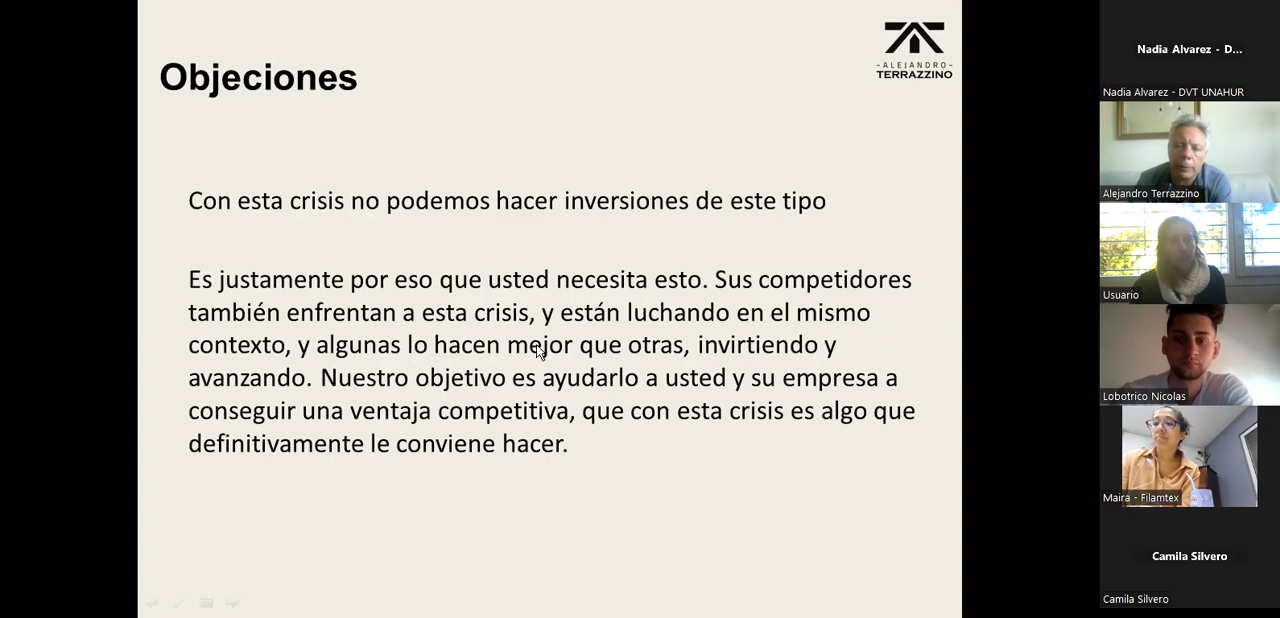 -ALEJANDRO-
TERRAZZINO
Objeciones
Con esta crisis no podemos hacer inversiones de este tipo
Es justamente por eso que usted necesita esto. Sus competidores
también enfrentan a esta crisis, y están luchando en el mismo
contexto, y algunas lo hacen mejor que otras, invirtiendo y
avanzando. Nuestro objetivo es ayudarlo a usted y su empresa a
conseguir una ventaja competitiva, que con esta crisis es algo que
definitivamente le conviene hacer.
Nadia Alvarez - D...
Nadia Alvarez - DVT UNAHUR
Alejandro Terrazzino
Usuario
Lobotrico Nicolas
Maira - Filamtex
Camila Silvero
Camila Silvero